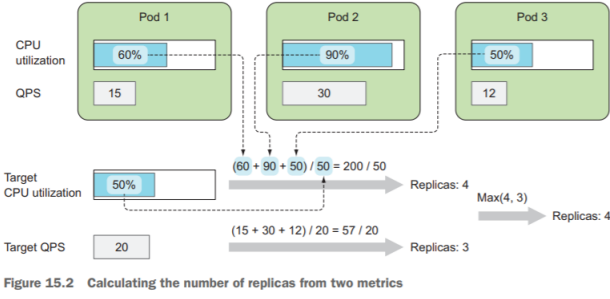 Pod 1
Pod 2
Pod 3
CPU
utilization
60%
90%
50%
QPS
15
30
12
(60 + 90 + 50) / 50 = 200 / 50
Target
CPU utilization
50%
Replicas: 4
Max(4, 3)
Replicas: 4
(15 + 30 + 12) / 20 = 57 / 20
Target QPS
20
Replicas: 3
Figure 15.2 Calculating the number of replicas from two metrics